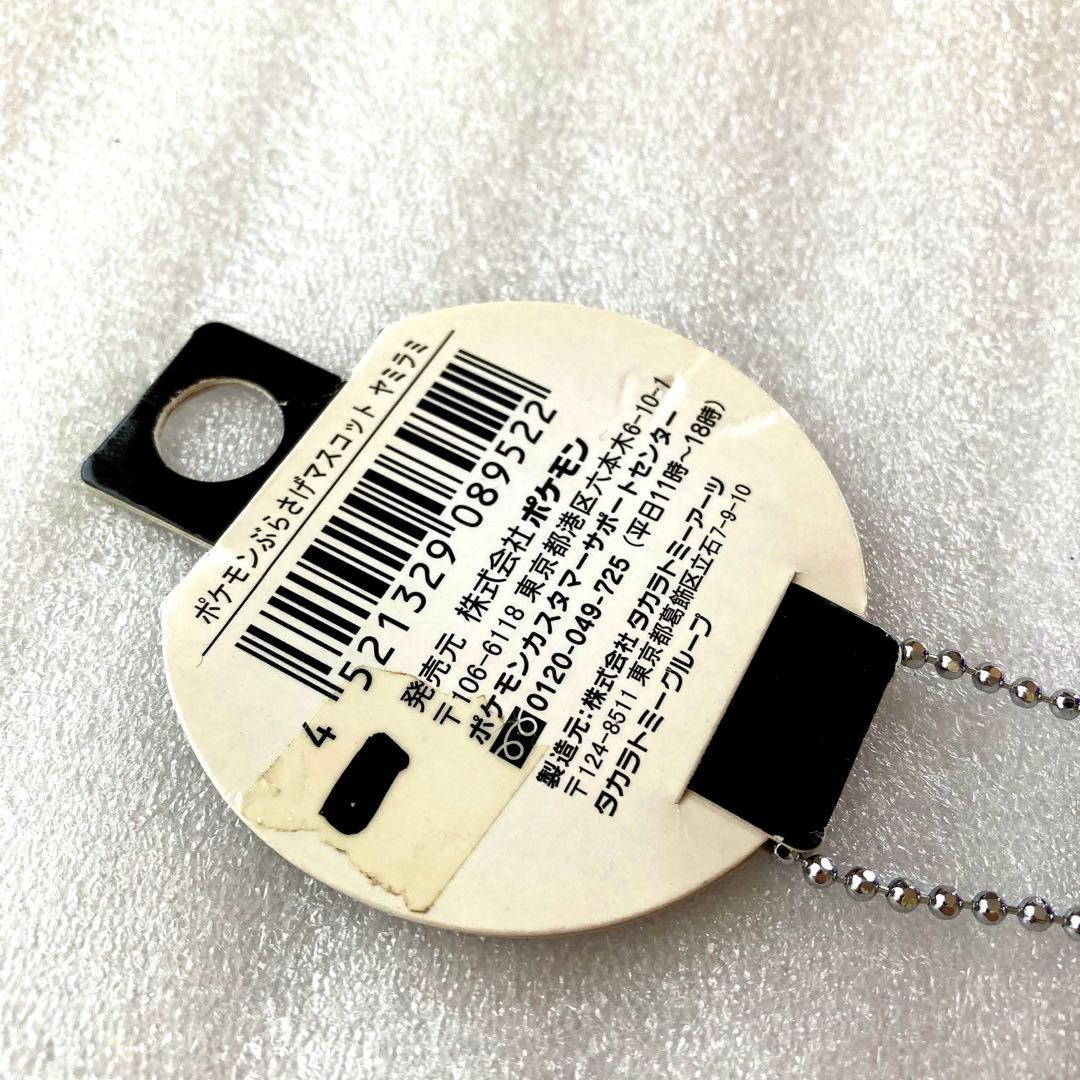 ポケモンぶらさげマスコット ヤミラミ
4 521329 089522
発売元 株式会社 ポケモン
〒106-6118 東京都港区六本木6-10-1
ポケモンカスタマーサポートセンター
0120-049-725 (平日11時～18時)
製造元:株式会社 タカラトミーアーツ
〒124-8511 東京都葛飾区立石7-9-10
タカラトミーグループ